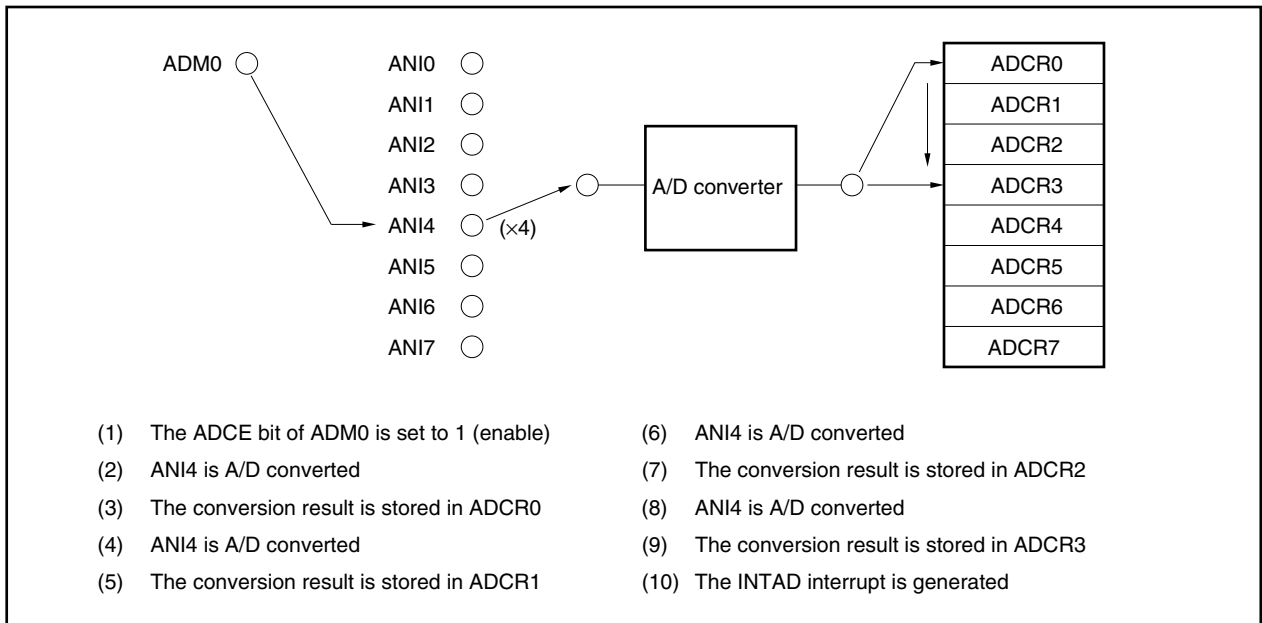 ADM0
ANI0
ANI1
ANI2
ANI3
ANI4
(×4)
ANI5
ANI6
ANI7
A/D converter
ADCR0
ADCR1
ADCR2
ADCR3
ADCR4
ADCR5
ADCR6
ADCR7
(1) The ADCE bit of ADM0 is set to 1 (enable)
(2) ANI4 is A/D converted
(3) The conversion result is stored in ADCR0
(4) ANI4 is A/D converted
(5) The conversion result is stored in ADCR1
(6) ANI4 is A/D converted
(7) The conversion result is stored in ADCR2
(8) ANI4 is A/D converted
(9) The conversion result is stored in ADCR3
(10) The INTAD interrupt is generated